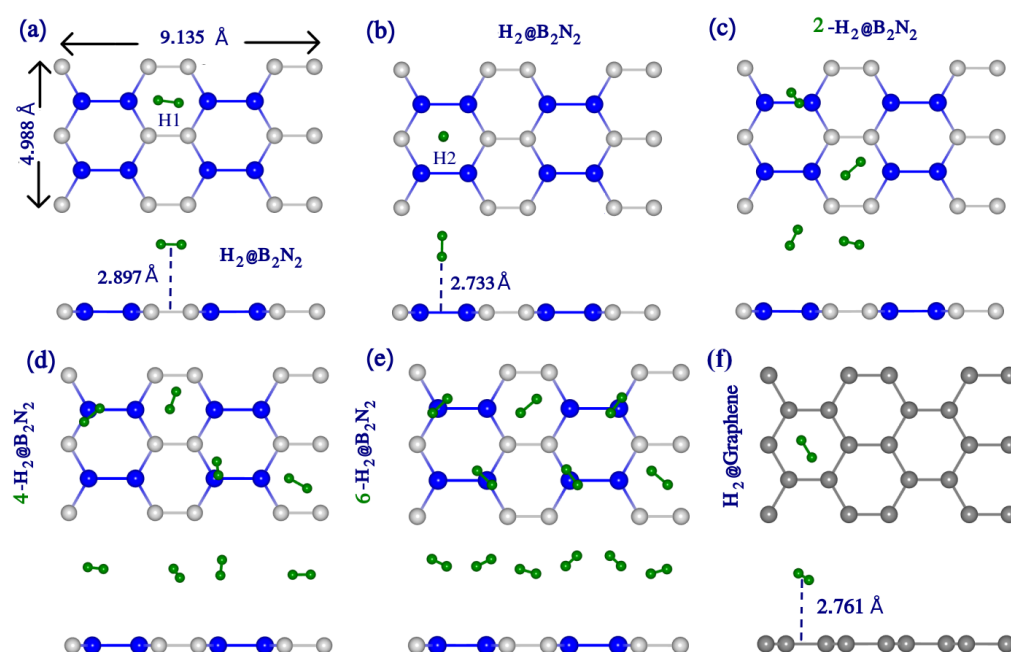 (a)
9.135 Å
4.988 Å
H1
2.897 Å
H₂@B₂N₂
(b)
H₂@B₂N₂
H2
2.733 Å
(c)
2-H₂@B₂N₂
(d)
4-H₂@B₂N₂
(e)
6-H₂@B₂N₂
(f)
H₂@Graphene
2.761 Å